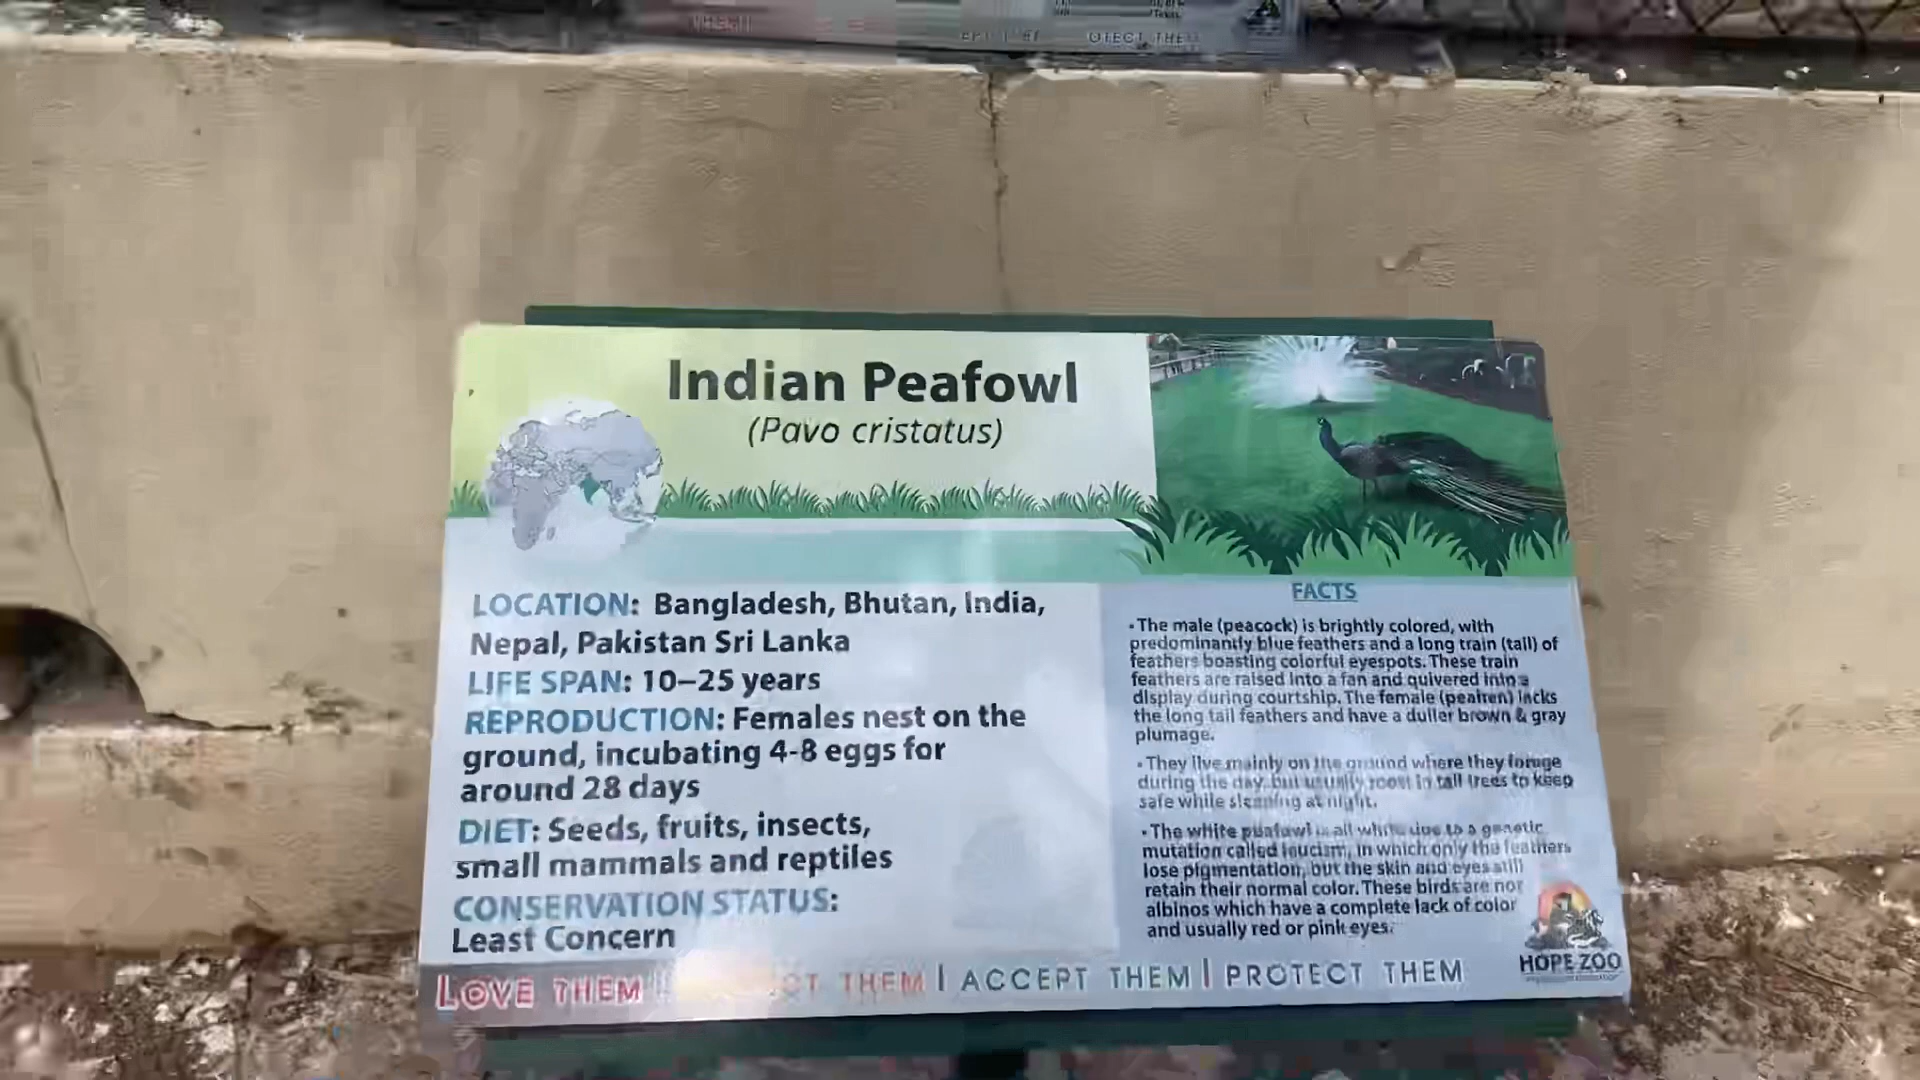 OTECT THE
Indian Peafowl
(Pavo cristatus)
LOCATION: Bangladesh, Bhutan, India,
Nepal, Pakistan Sri Lanka
LIFE SPAN: 10–25 years
REPRODUCTION: Females nest on the
ground, incubating 4-8 eggs for
around 28 days
DIET: Seeds, fruits, insects,
small mammals and reptiles
CONSERVATION STATUS:
Least Concern
FACTS
• The male (peacock) is brightly colored, with
predominantly blue feathers and a long train (tail) of
feathers boasting colorful eyespots. These train
feathers are raised into a fan and quivered into a
display during courtship. The female (peahen) lacks
the long tail feathers and have a duller brown & gray
plumage.
• They live mainly on the ground where they forage
during the day, but usually roost in tall trees to keep
safe while sleeping at night.
• The white peafowl is all white due to a genetic
mutation called leucism, in which only the feathers
lose pigmentation, but the skin and eyes still
retain their normal color. These birds are not
albinos which have a complete lack of color
and usually red or pink eyes.
LOVE THEM | CT THEM | ACCEPT THEM | PROTECT THEM
HOPE ZOO